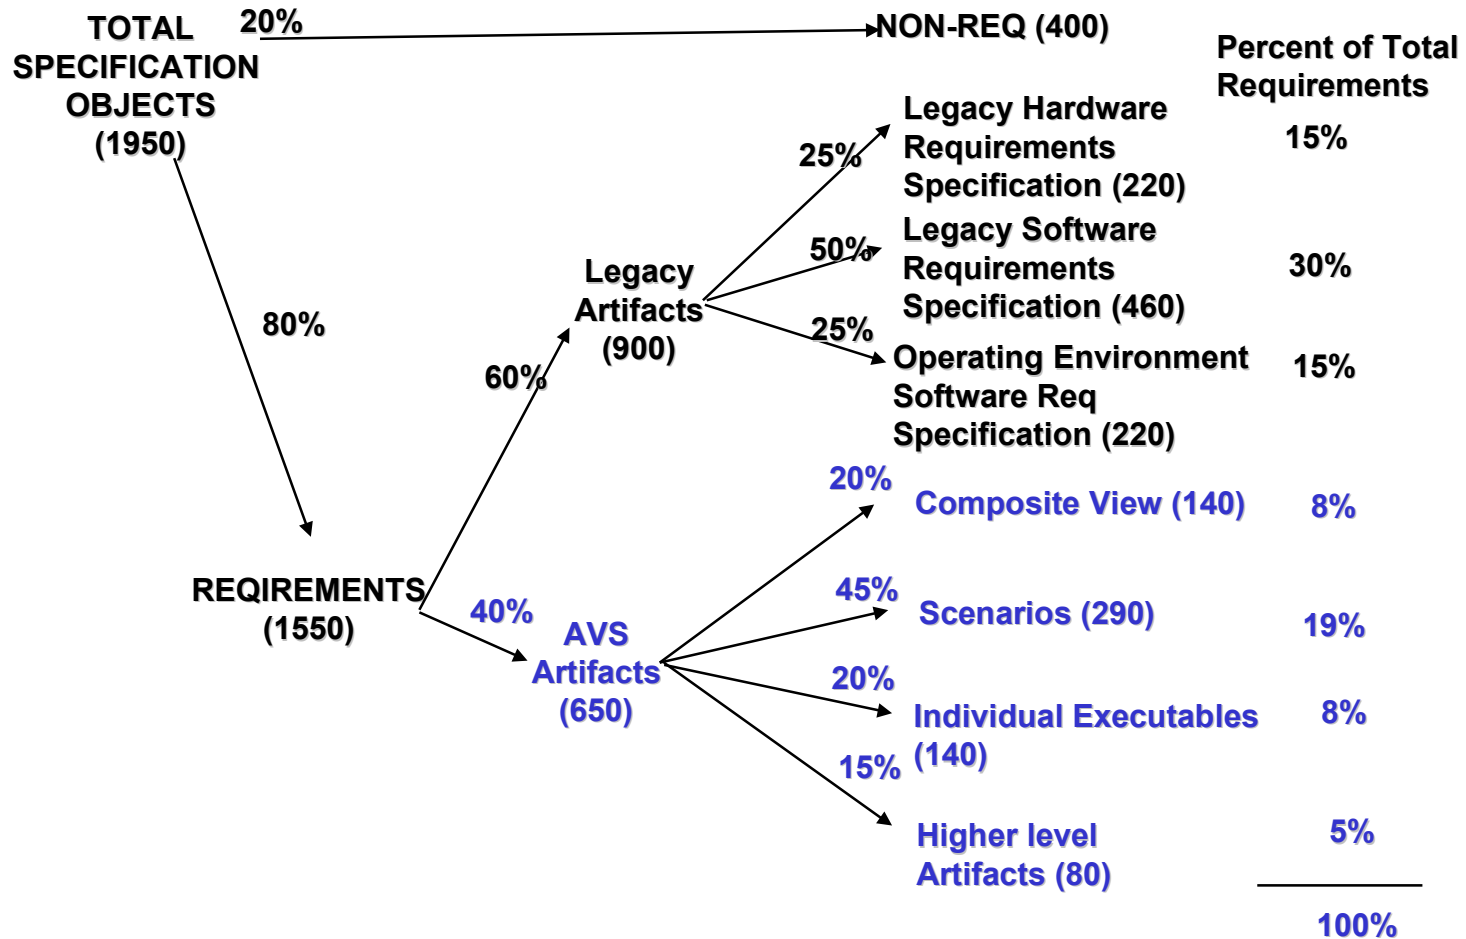 TOTAL
SPECIFICATION
OBJECTS
(1950)
20%
NON-REQ (400)
Percent of Total
Requirements
80%
REQIREMENTS
(1550)
60%
Legacy
Artifacts
(900)
25%
Legacy Hardware
Requirements
Specification (220)
15%
50%
Legacy Software
Requirements
Specification (460)
30%
25%
Operating Environment
Software Req
Specification (220)
15%
40%
AVS
Artifacts
(650)
20%
Composite View (140)
8%
45%
Scenarios (290)
19%
20%
Individual Executables
(140)
8%
15%
Higher level
Artifacts (80)
5%
100%